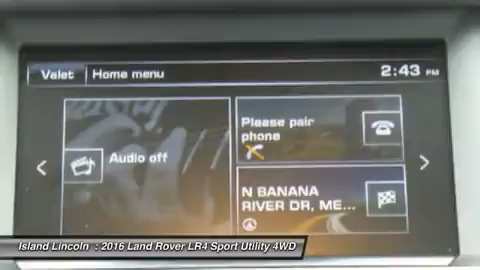 Valet
Home menu
2:43 PM
Audio off
Please pair
phone
N BANANA
RIVER DR, ME...
Island Lincoln : 2016 Land Rover LR4 Sport Utility 4WD